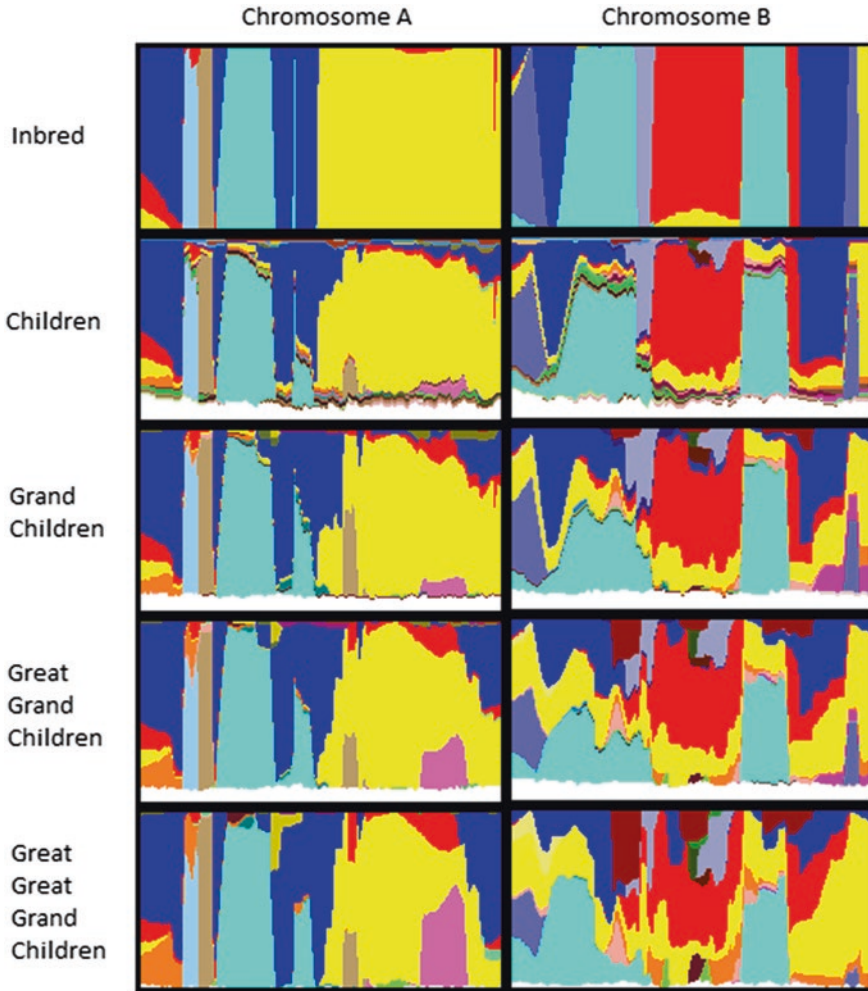 Chromosome A
Chromosome B
Inbred
Children
Grand
Children
Great
Grand
Children
Great
Great
Grand
Children